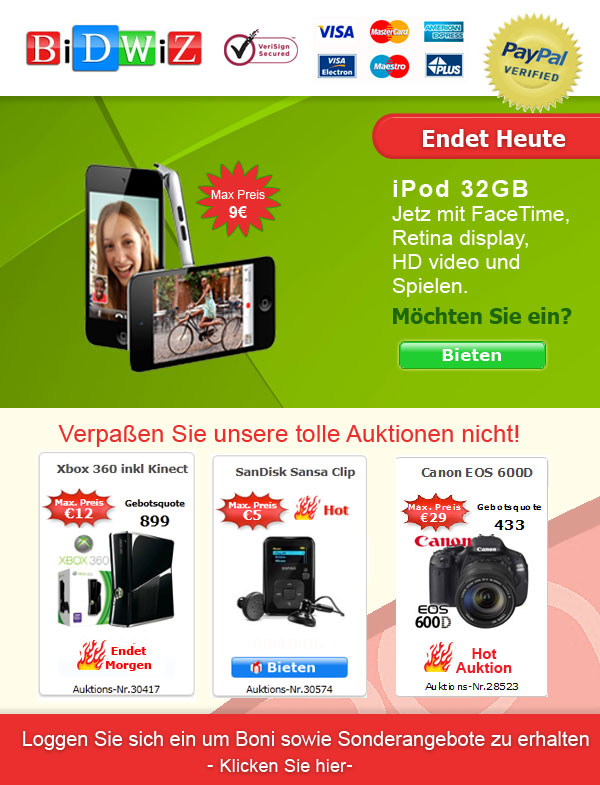 BiDWiZ
VeriSign Secured
VISA
MasterCard
AMERICAN EXPRESS
VISA Electron
Maestro
PLUS
PayPal
VERIFIED
Endet Heute
Max Preis
9€
iPod 32GB
Jetz mit FaceTime,
Retina display,
HD video und
Spielen.
Möchten Sie ein?
Bieten
Verpaßen Sie unsere tolle Auktionen nicht!
Xbox 360 inkl Kinect
Max. Preis
€12
Gebotsquote
899
XBOX 360
Endet
Morgen
Auktions-Nr.30417
SanDisk Sansa Clip
Max. Preis
€5
Hot
Bieten
Auktions-Nr.30574
Canon EOS 600D
Max. Preis
€29
Gebotsquote
433
Canon
Canon
EOS
600D
Hot
Auktion
Auktions-Nr.28523
Loggen Sie sich ein um Boni sowie Sonderangebote zu erhalten
- Klicken Sie hier-